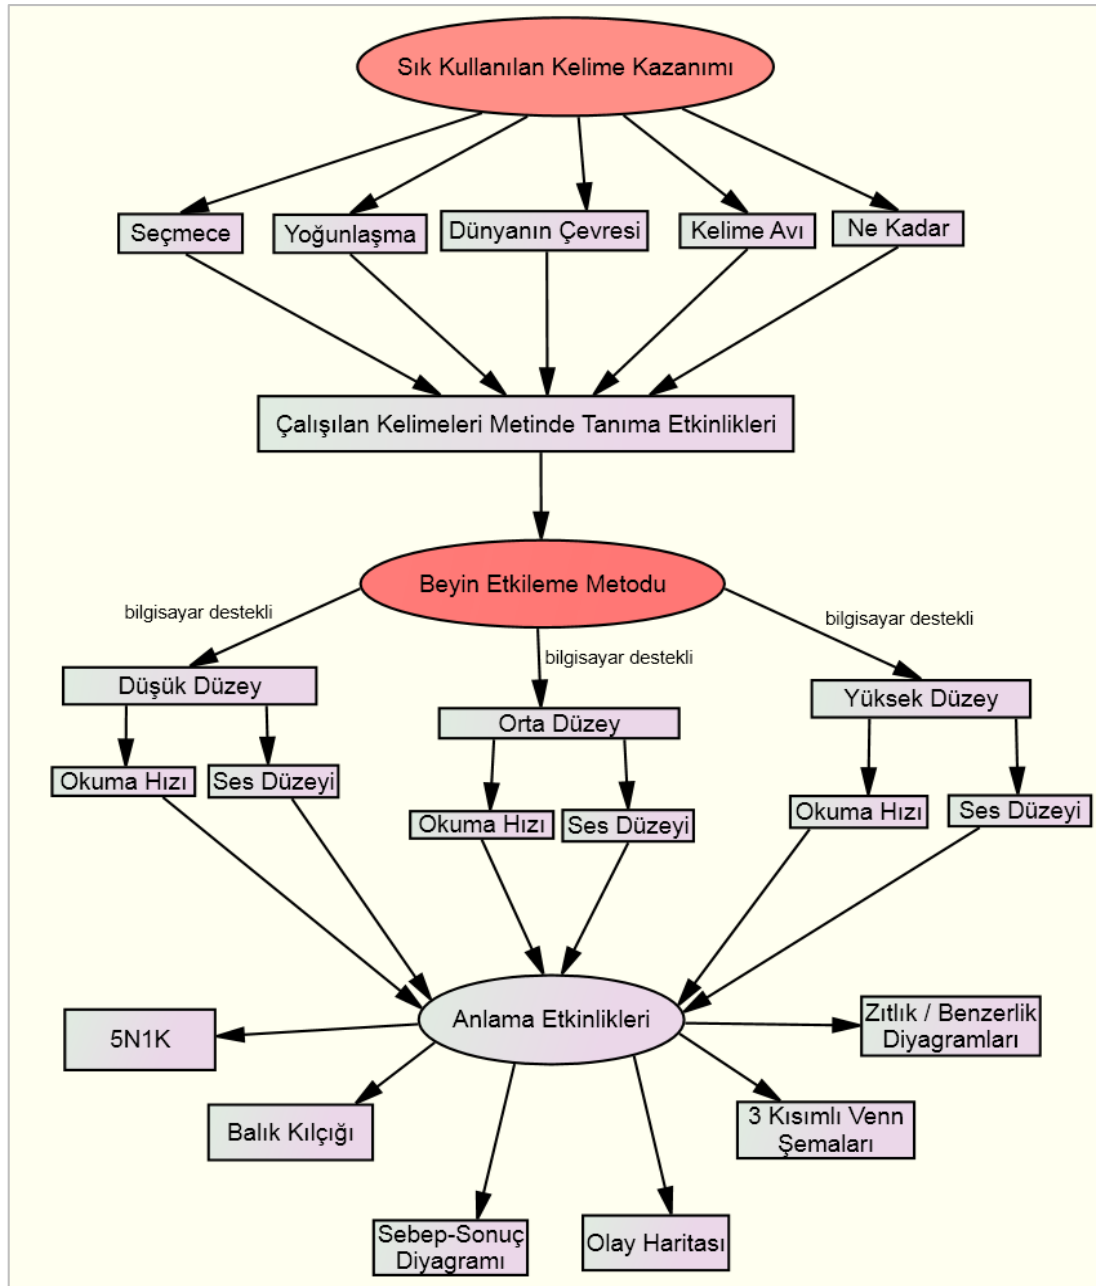 Sık Kullanılan Kelime Kazanımı
Seçmece
Yoğunlaşma
Dünyanın Çevresi
Kelime Avı
Ne Kadar
Çalışılan Kelimeleri Metinde Tanıma Etkinlikleri
Beyin Etkileme Metodu
bilgisayar destekli
bilgisayar destekli
bilgisayar destekli
Düşük Düzey
Orta Düzey
Yüksek Düzey
Okuma Hızı
Ses Düzeyi
Okuma Hızı
Ses Düzeyi
Okuma Hızı
Ses Düzeyi
Anlama Etkinlikleri
5N1K
Balık Kılçığı
Sebep-Sonuç
Diyagramı
Olay Haritası
3 Kısımlı Venn
Şemaları
Zıtlık / Benzerlik
Diyagramları